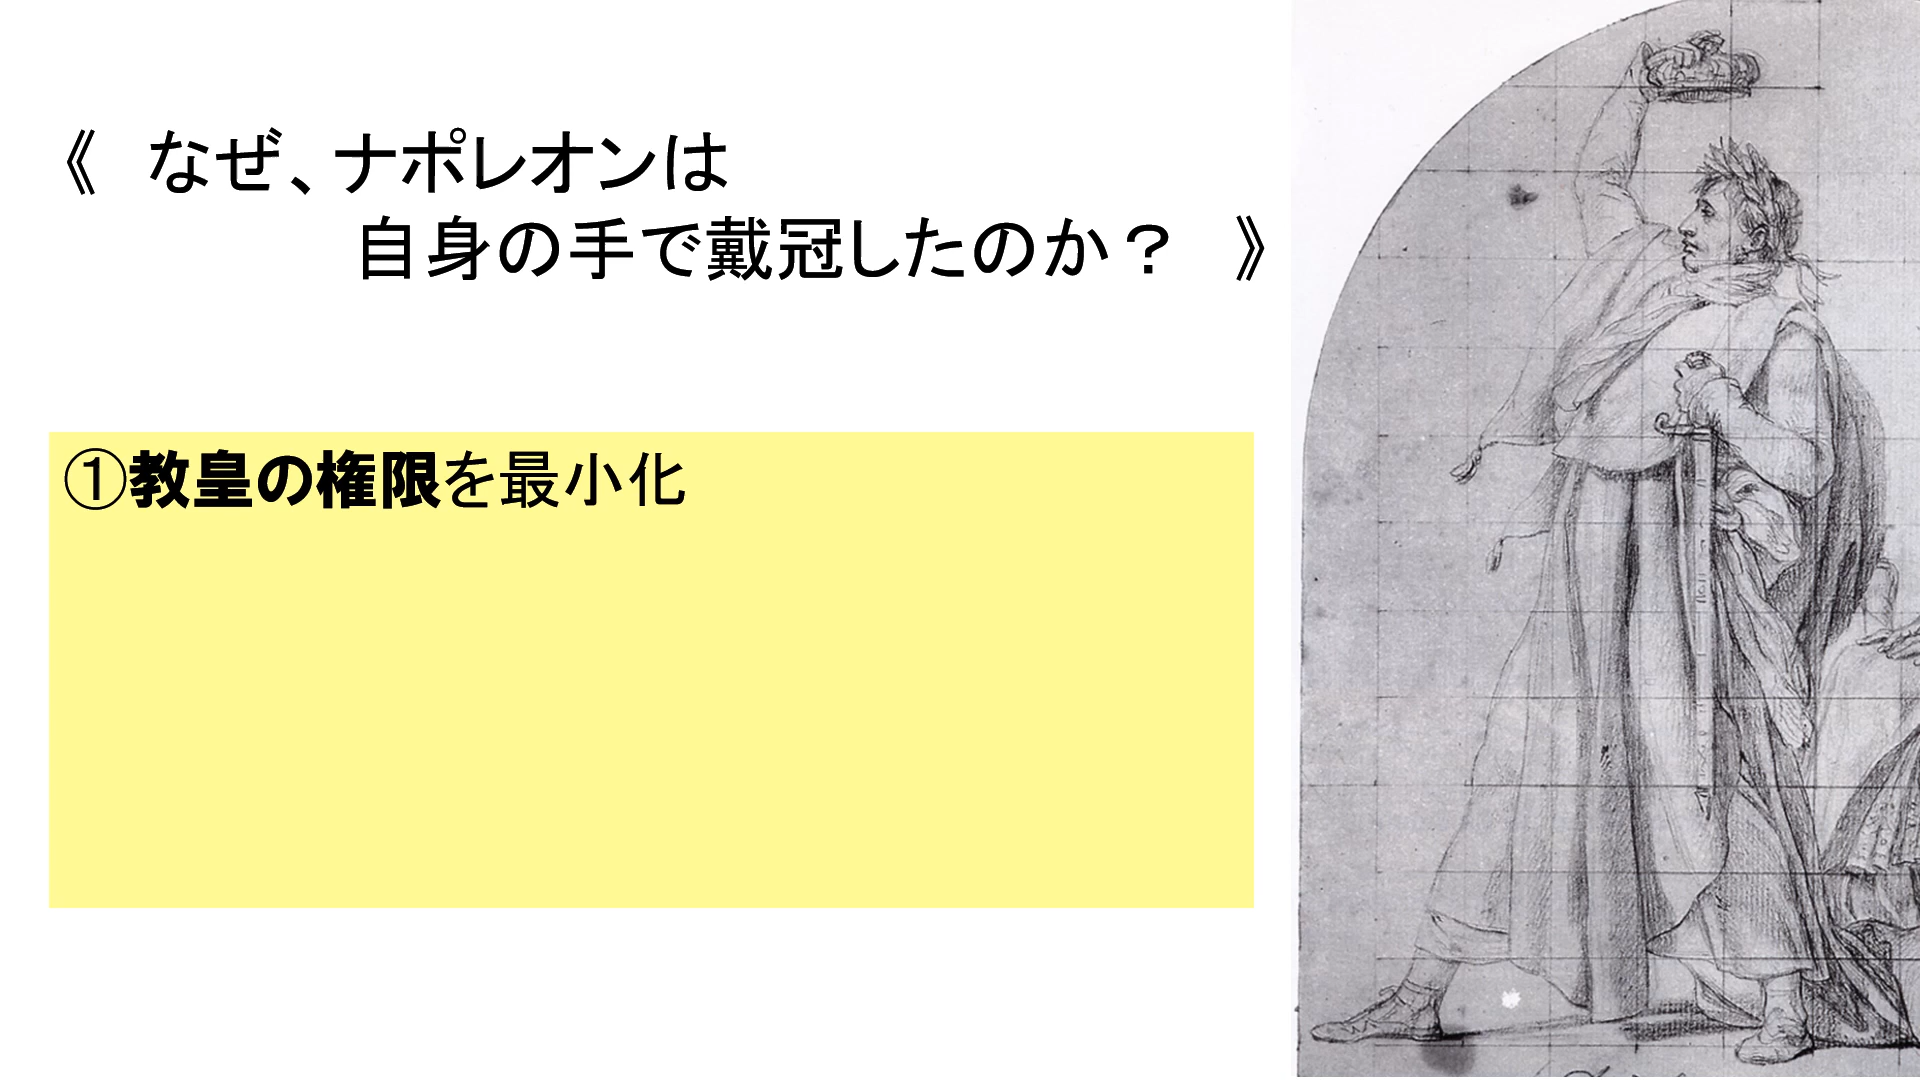 《　なぜ、ナポレオンは
自身の手で戴冠したのか？　》
①教皇の権限を最小化